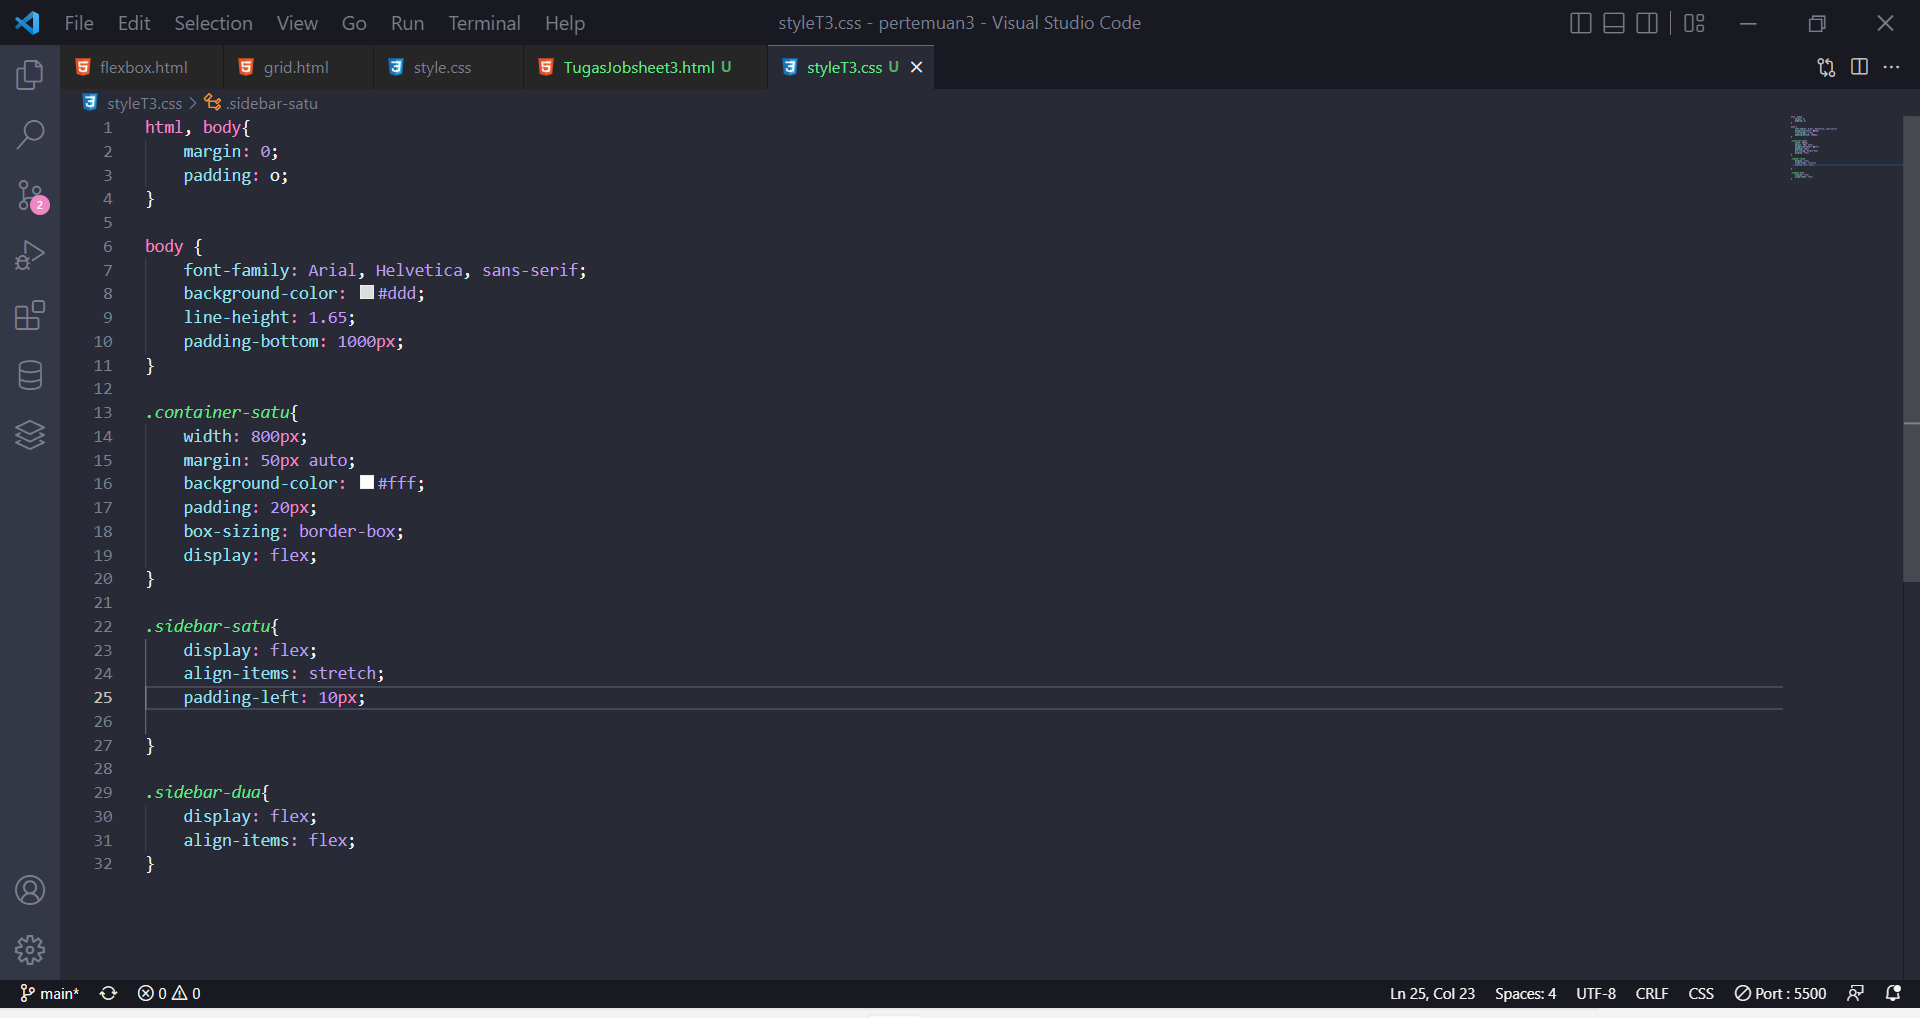 File Edit Selection View Go Run Terminal Help styleT3.css - pertemuan3 - Visual Studio Code
flexbox.html grid.html style.css TugasJobsheet3.html U styleT3.css U
styleT3.css > .sidebar-satu
1 html, body{
2 margin: 0;
3 padding: o;
4 }
5
6 body {
7 font-family: Arial, Helvetica, sans-serif;
8 background-color: #ddd;
9 line-height: 1.65;
10 padding-bottom: 1000px;
11 }
12
13 .container-satu{
14 width: 800px;
15 margin: 50px auto;
16 background-color: #fff;
17 padding: 20px;
18 box-sizing: border-box;
19 display: flex;
20 }
21
22 .sidebar-satu{
23 display: flex;
24 align-items: stretch;
25 padding-left: 10px;
26
27 }
28
29 .sidebar-dua{
30 display: flex;
31 align-items: flex;
32 }
2
main* 0 0 Ln 25, Col 23 Spaces: 4 UTF-8 CRLF CSS Port : 5500